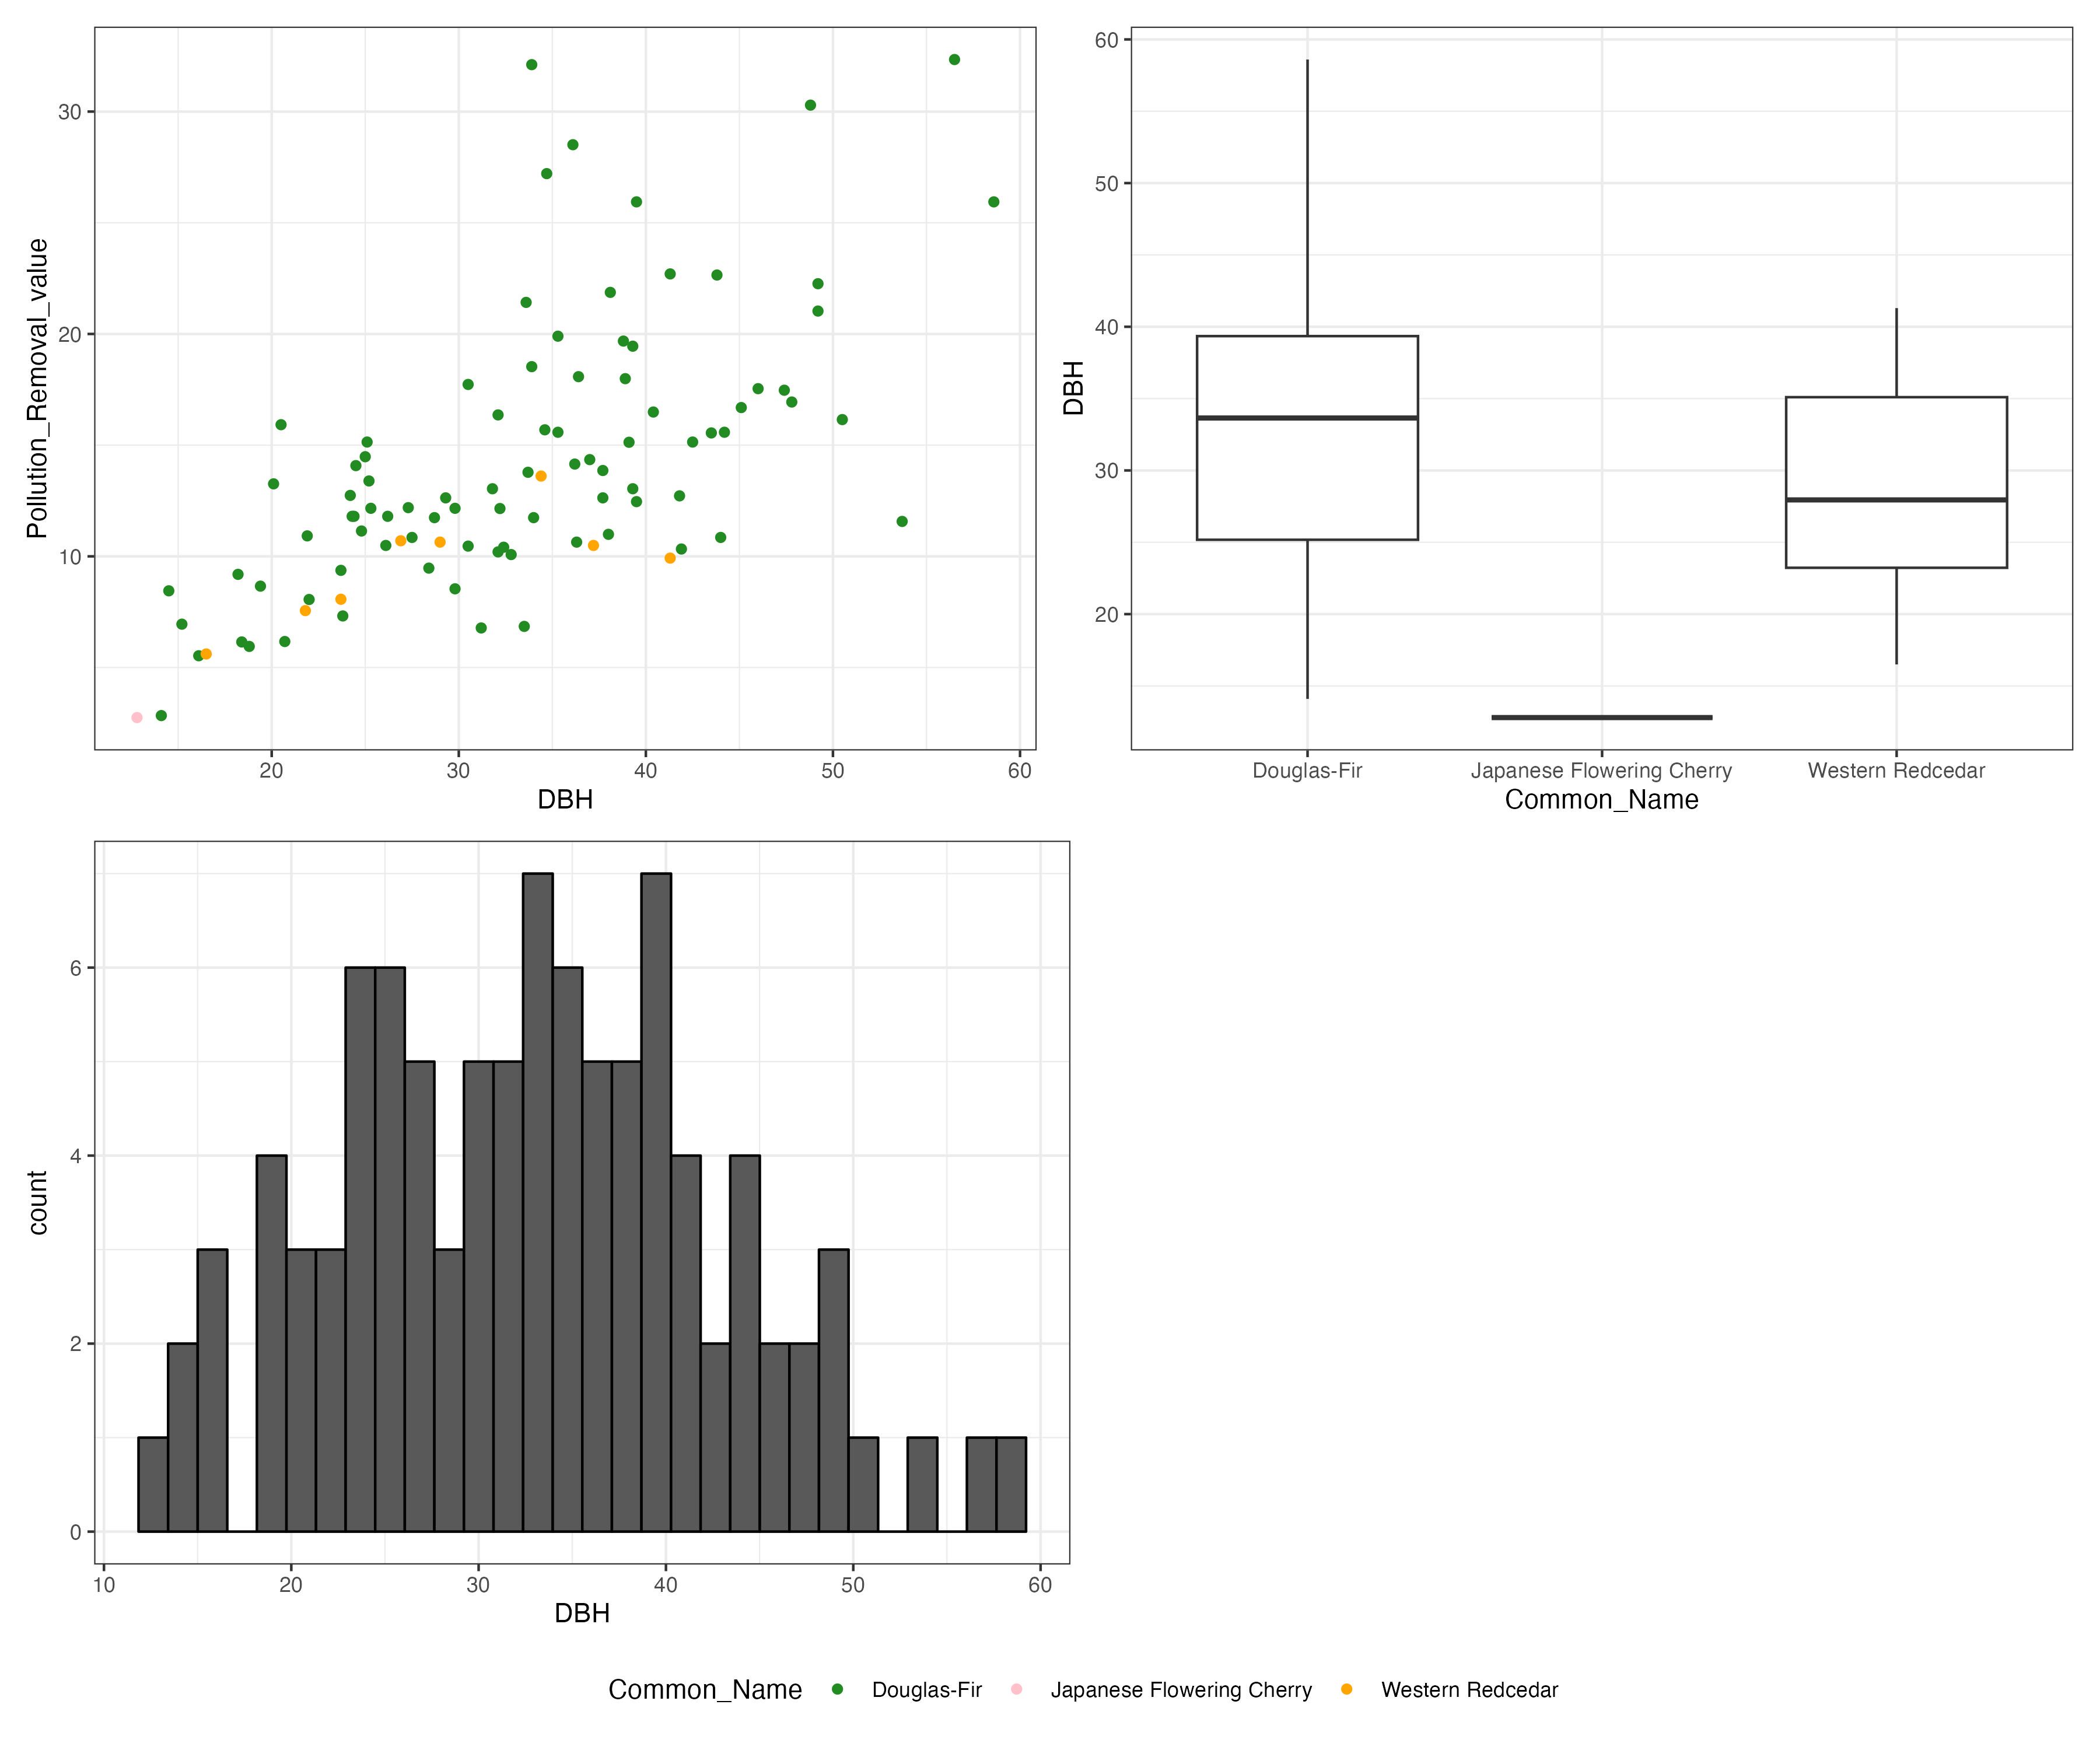 Pollution_Removal_value
30
20
10
20 30 40 50 60
DBH
DBH
60
50
40
30
20
Douglas-Fir Japanese Flowering Cherry Western Redcedar
Common_Name
count
6
4
2
0
10 20 30 40 50 60
DBH
Common_Name Douglas-Fir Japanese Flowering Cherry Western Redcedar